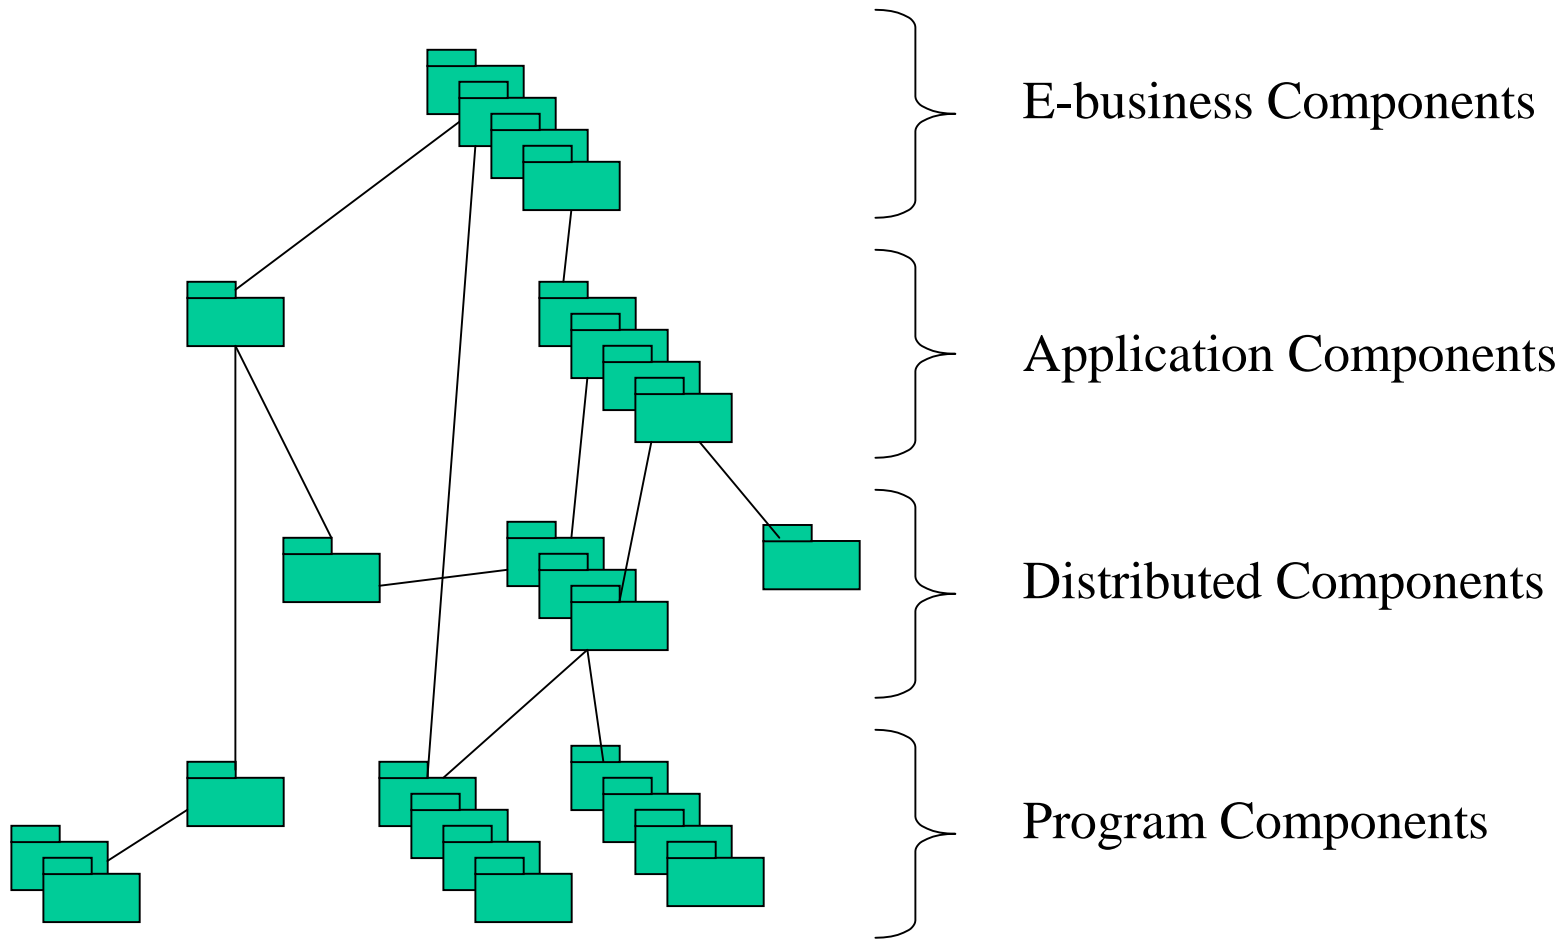 E-business Components
Application Components
Distributed Components
Program Components